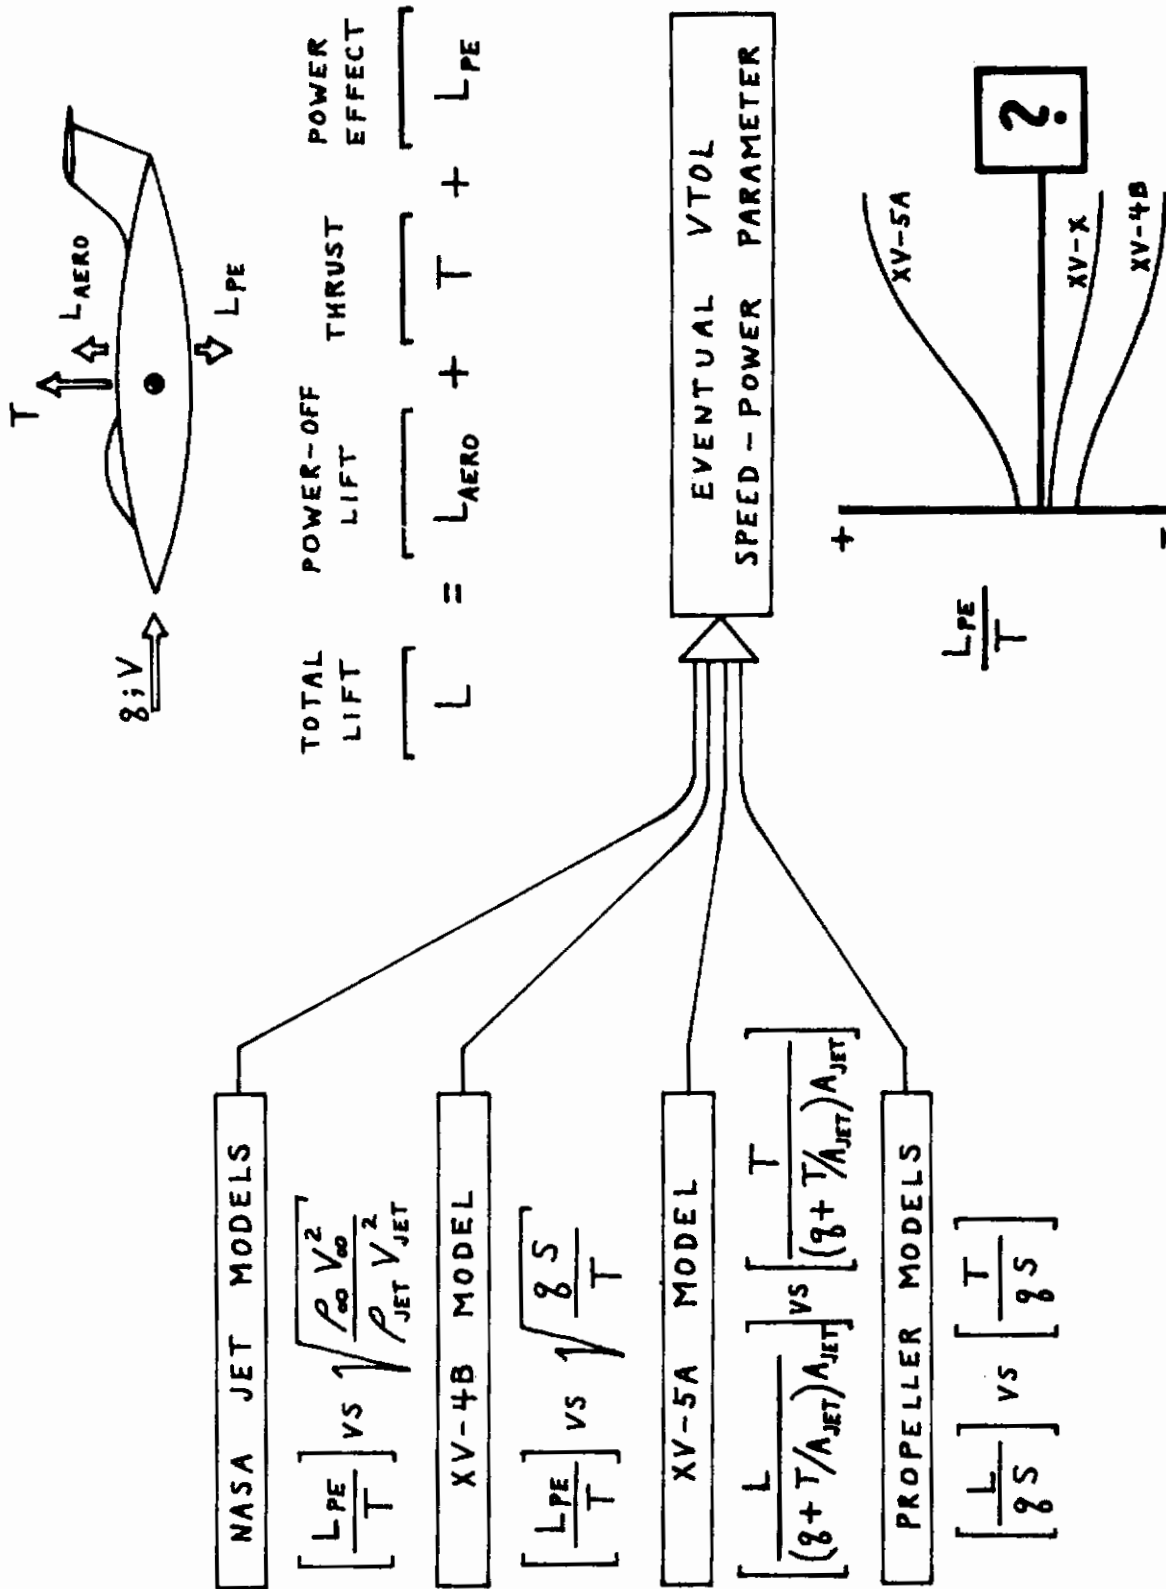 NASA JET MODELS
[L_PE / T] VS √(ρ_∞ V_∞² / ρ_JET V_JET²)
XV-4B MODEL
[L_PE / T] VS √(q S / T)
XV-5A MODEL
[L / (q + T/A_JET) A_JET] VS [T / (q + T/A_JET) A_JET]
PROPELLER MODELS
[L / q S] VS [T / q S]
q; V
T
L_AERO
L_PE
TOTAL LIFT
POWER-OFF LIFT
THRUST
POWER EFFECT
L = L_AERO + T + L_PE
EVENTUAL VTOL
SPEED-POWER PARAMETER
L_PE / T
+
-
XV-5A
XV-X
XV-4B
?